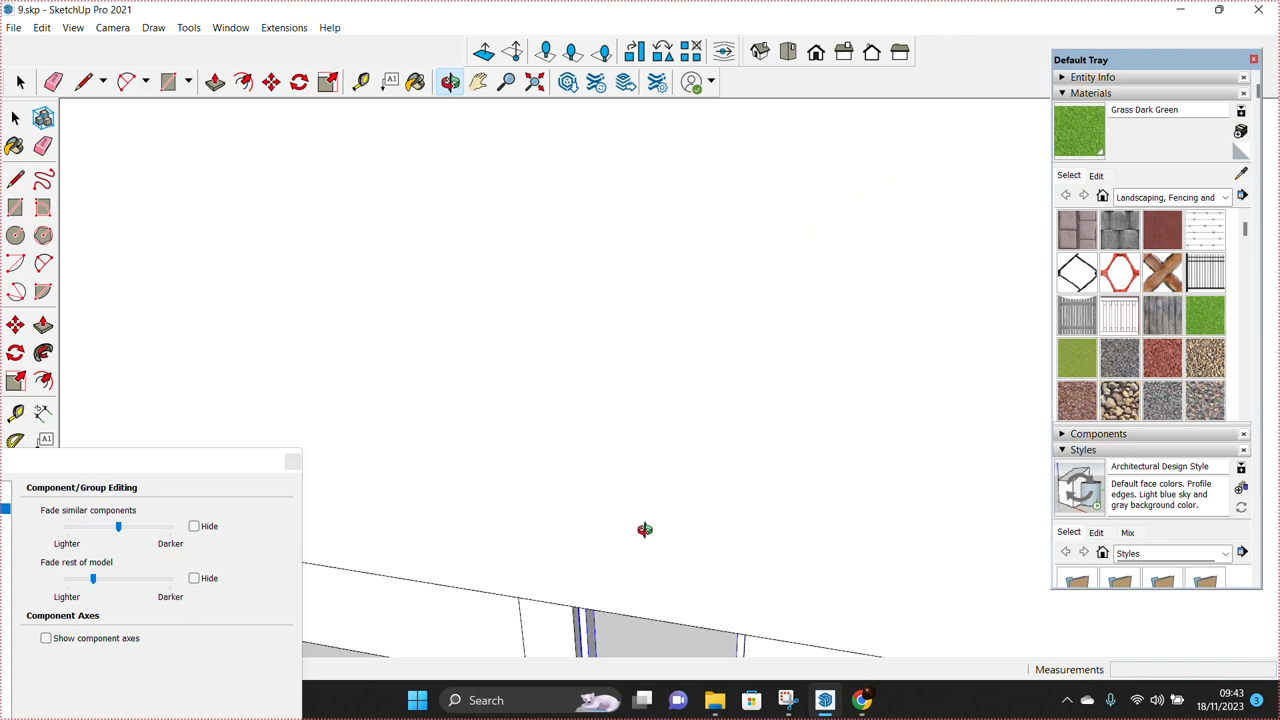 9.skp - SketchUp Pro 2021
File Edit View Camera Draw Tools Window Extensions Help
Default Tray
Entity Info
Materials
Grass Dark Green
Select Edit
Landscaping, Fencing and
Components
Styles
Architectural Design Style
Default face colors. Profile
edges. Light blue sky and
gray background color.
Select Edit Mix
Styles
A1
A1
Component/Group Editing
Fade similar components
Hide
Lighter Darker
Fade rest of model
Hide
Lighter Darker
Component Axes
Show component axes
Measurements
Search
09:43
18/11/2023
3